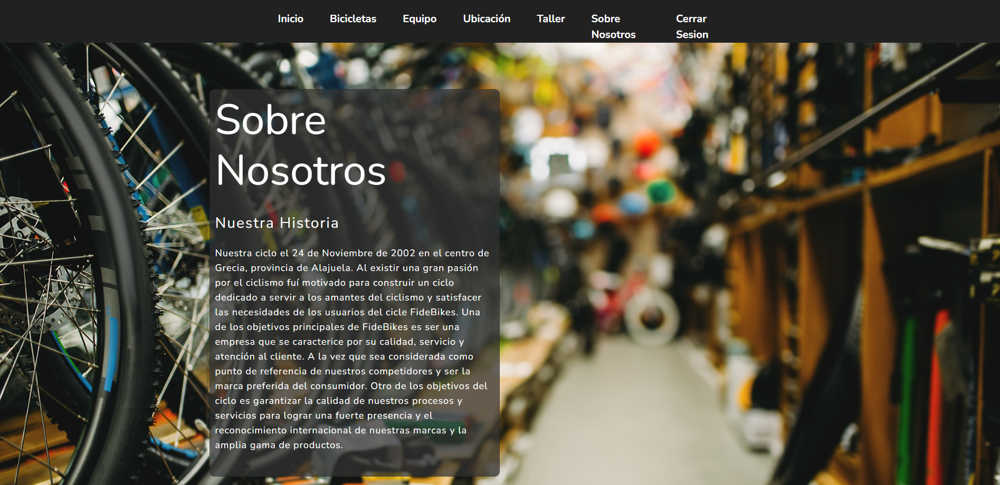 Inicio Bicicletas Equipo Ubicación Taller Sobre Nosotros Cerrar Sesion
Sobre
Nosotros
Nuestra Historia
Nuestra ciclo el 24 de Noviembre de 2002 en el centro de
Grecia, provincia de Alajuela. Al existir una gran pasión
por el ciclismo fuí motivado para construir un ciclo
dedicado a servir a los amantes del ciclismo y satisfacer
las necesidades de los usuarios del cicle FideBikes. Una
de los objetivos principales de FideBikes es ser una
empresa que se caracterice por su calidad, servicio y
atención al cliente. A la vez que sea considerada como
punto de referencia de nuestros competidores y ser la
marca preferida del consumidor. Otro de los objetivos del
ciclo es garantizar la calidad de nuestros procesos y
servicios para lograr una fuerte presencia y el
reconocimiento internacional de nuestras marcas y la
amplia gama de productos.